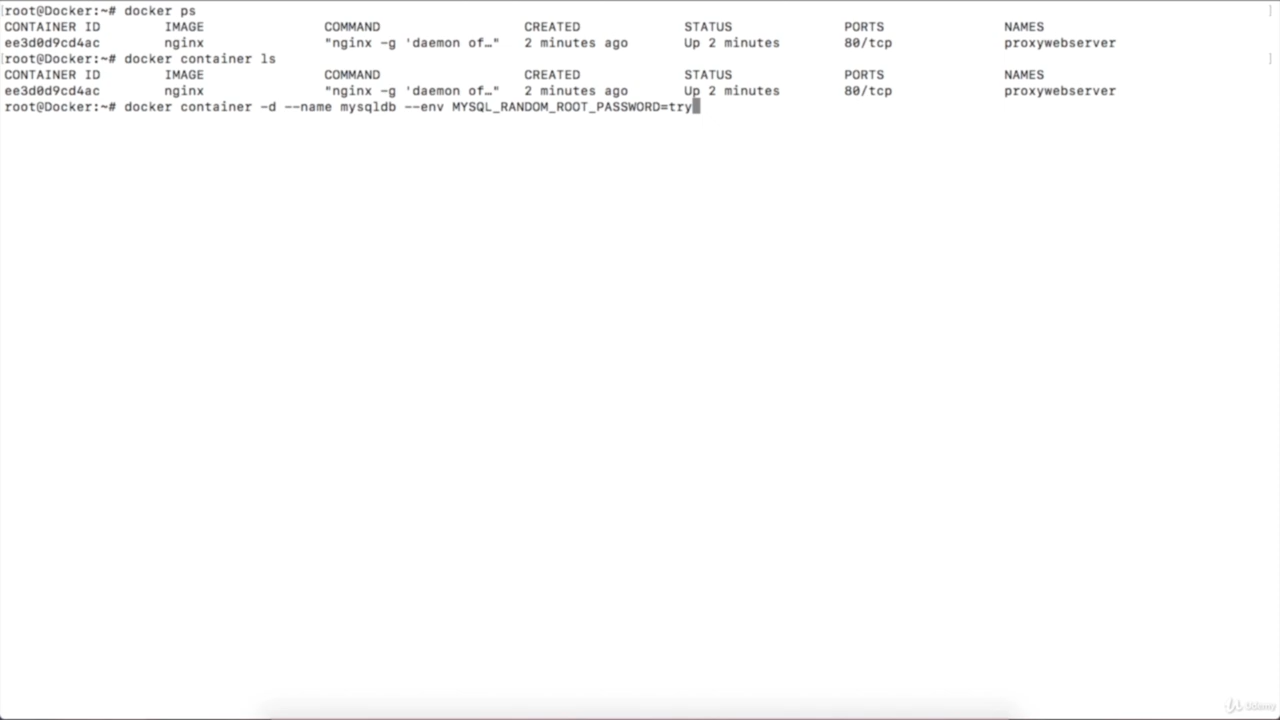 [root@Docker:~# docker ps ]
CONTAINER ID IMAGE COMMAND CREATED STATUS PORTS NAMES
ee3d0d9cd4ac nginx "nginx -g 'daemon of…" 2 minutes ago Up 2 minutes 80/tcp proxywebserver
[root@Docker:~# docker container ls ]
CONTAINER ID IMAGE COMMAND CREATED STATUS PORTS NAMES
ee3d0d9cd4ac nginx "nginx -g 'daemon of…" 2 minutes ago Up 2 minutes 80/tcp proxywebserver
root@Docker:~# docker container -d --name mysqldb --env MYSQL_RANDOM_ROOT_PASSWORD=try
Udemy